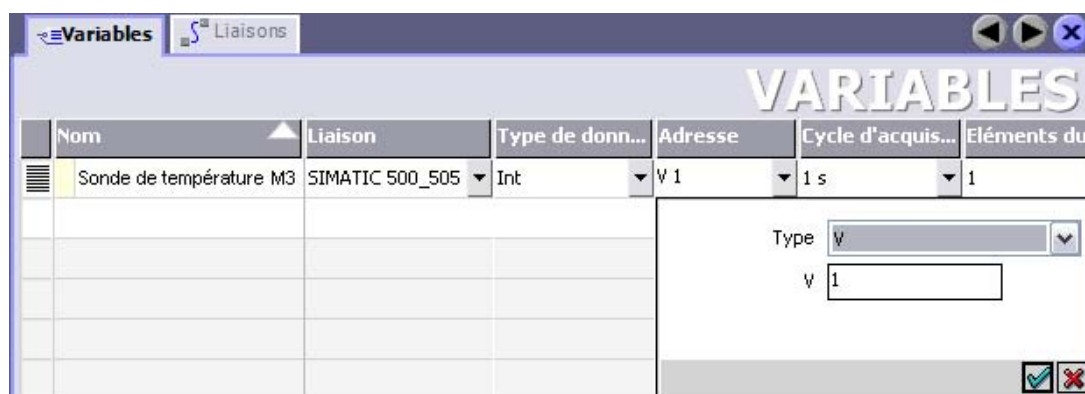 Variables Liaisons
VARIABLES
Nom Liaison Type de donn... Adresse Cycle d'acquis... Eléments du
Sonde de température M3 SIMATIC 500_505 Int V 1 1 s 1
Type V
V 1